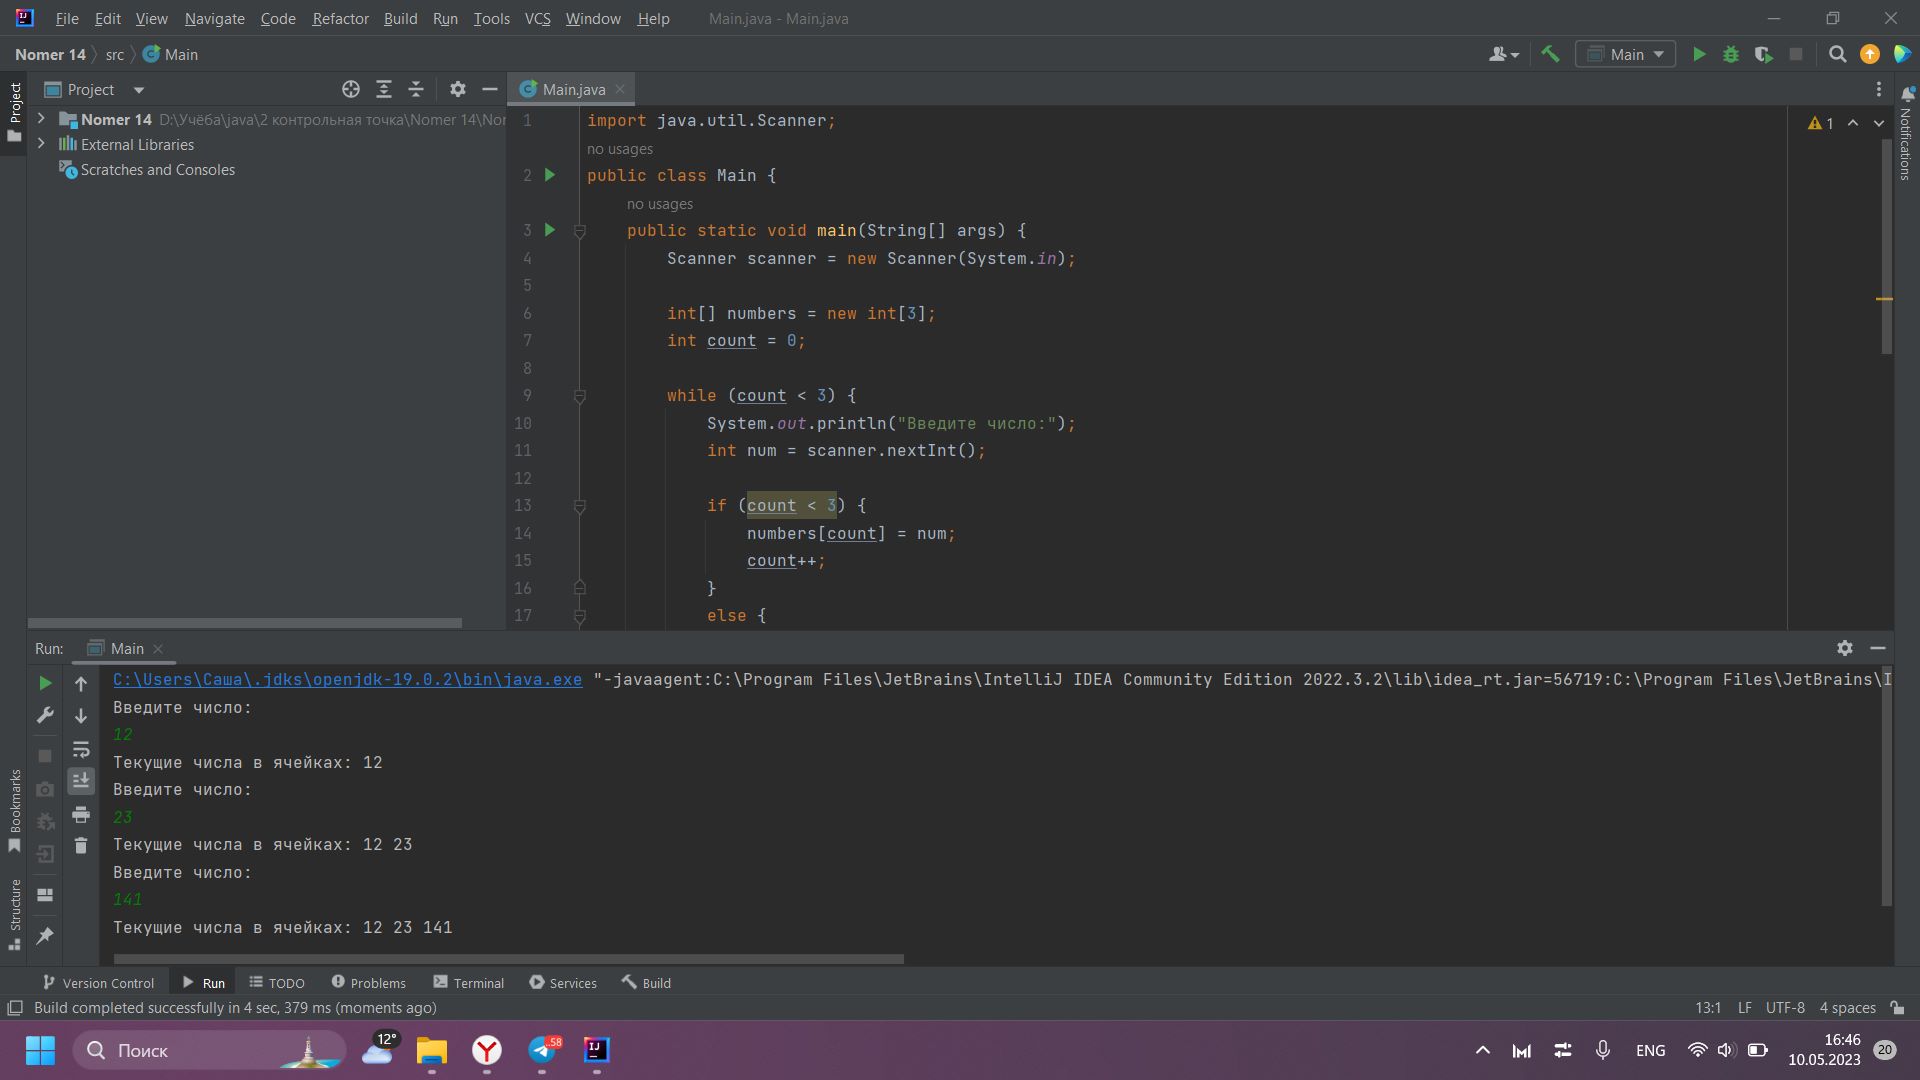 File Edit View Navigate Code Refactor Build Run Tools VCS Window Help Main.java - Main.java
Nomer 14 src Main
Main
Project
Main.java
Project
Nomer 14 D:\Учёба\java\2 контрольная точка\Nomer 14\Nor
External Libraries
Scratches and Consoles
1 import java.util.Scanner;
no usages
2 public class Main {
no usages
3 public static void main(String[] args) {
4 Scanner scanner = new Scanner(System.in);
5
6 int[] numbers = new int[3];
7 int count = 0;
8
9 while (count < 3) {
10 System.out.println("Введите число:");
11 int num = scanner.nextInt();
12
13 if (count < 3) {
14 numbers[count] = num;
15 count++;
16 }
17 else {
1
Notifications
Run: Main
C:\Users\Саша\.jdks\openjdk-19.0.2\bin\java.exe "-javaagent:C:\Program Files\JetBrains\IntelliJ IDEA Community Edition 2022.3.2\lib\idea_rt.jar=56719:C:\Program Files\JetBrains\I
Введите число:
12
Текущие числа в ячейках: 12
Введите число:
23
Текущие числа в ячейках: 12 23
Введите число:
141
Текущие числа в ячейках: 12 23 141
Bookmarks
Structure
Version Control Run TODO Problems Terminal Services Build
Build completed successfully in 4 sec, 379 ms (moments ago)
13:1 LF UTF-8 4 spaces
Поиск
12°
..58
IJ
ENG
16:46
10.05.2023
20